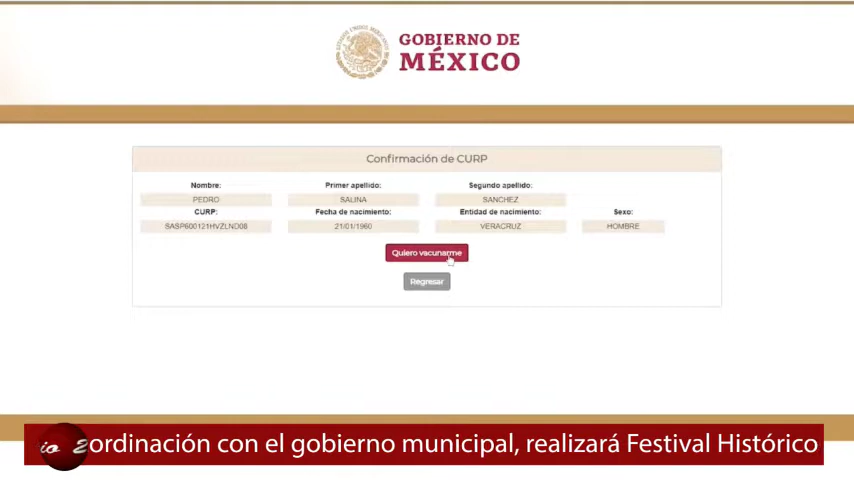 GOBIERNO DE
MÉXICO
Confirmación de CURP
Nombre: Primer apellido: Segundo apellido:
PEDRO SALINA SANCHEZ
CURP: Fecha de nacimiento: Entidad de nacimiento: Sexo:
SASP600121HVZLND08 21/01/1960 VERACRUZ HOMBRE
Quiero vacunarme
Regresar
io 2 ordinación con el gobierno municipal, realizará Festival Histórico